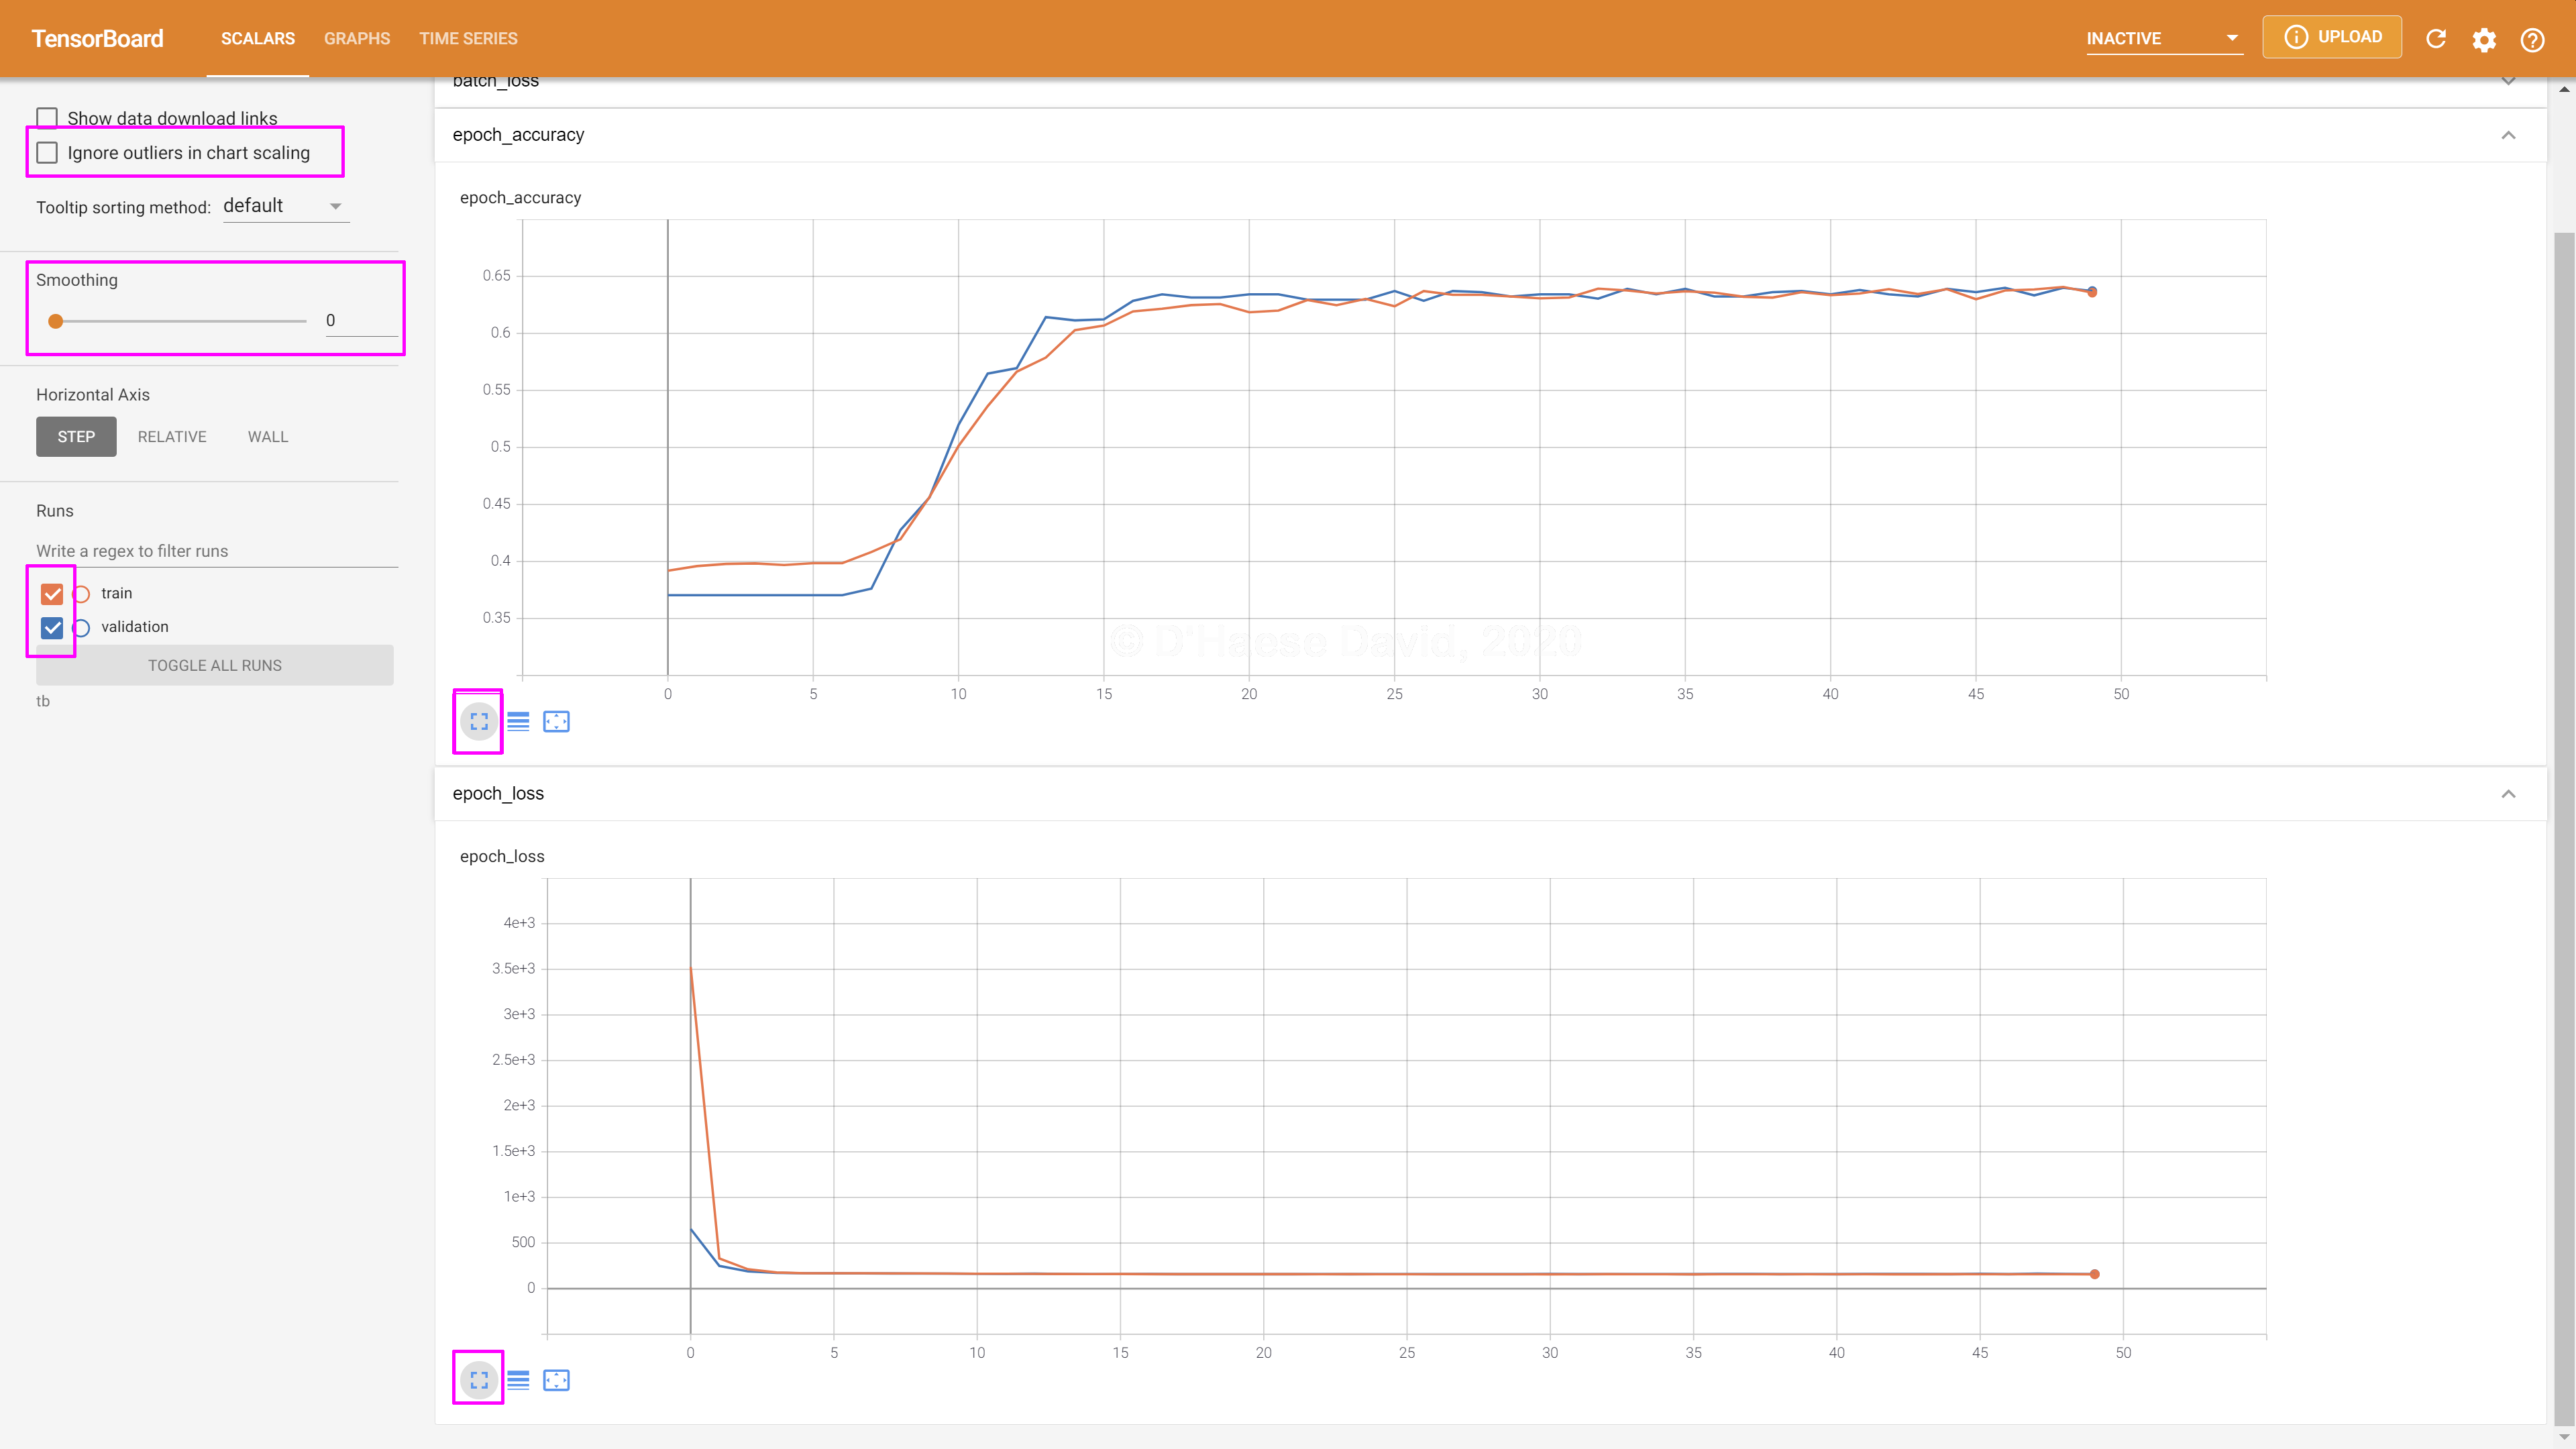 TensorBoard SCALARS GRAPHS TIME SERIES INACTIVE UPLOAD
batch_loss
Show data download links
Ignore outliers in chart scaling
Tooltip sorting method: default
Smoothing
0
Horizontal Axis
STEP RELATIVE WALL
Runs
Write a regex to filter runs
train
validation
TOGGLE ALL RUNS
tb
epoch_accuracy
epoch_accuracy
0.65
0.6
0.55
0.5
0.45
0.4
0.35
© D'Haese David, 2020
0 5 10 15 20 25 30 35 40 45 50
epoch_loss
epoch_loss
4e+3
3.5e+3
3e+3
2.5e+3
2e+3
1.5e+3
1e+3
500
0
0 5 10 15 20 25 30 35 40 45 50